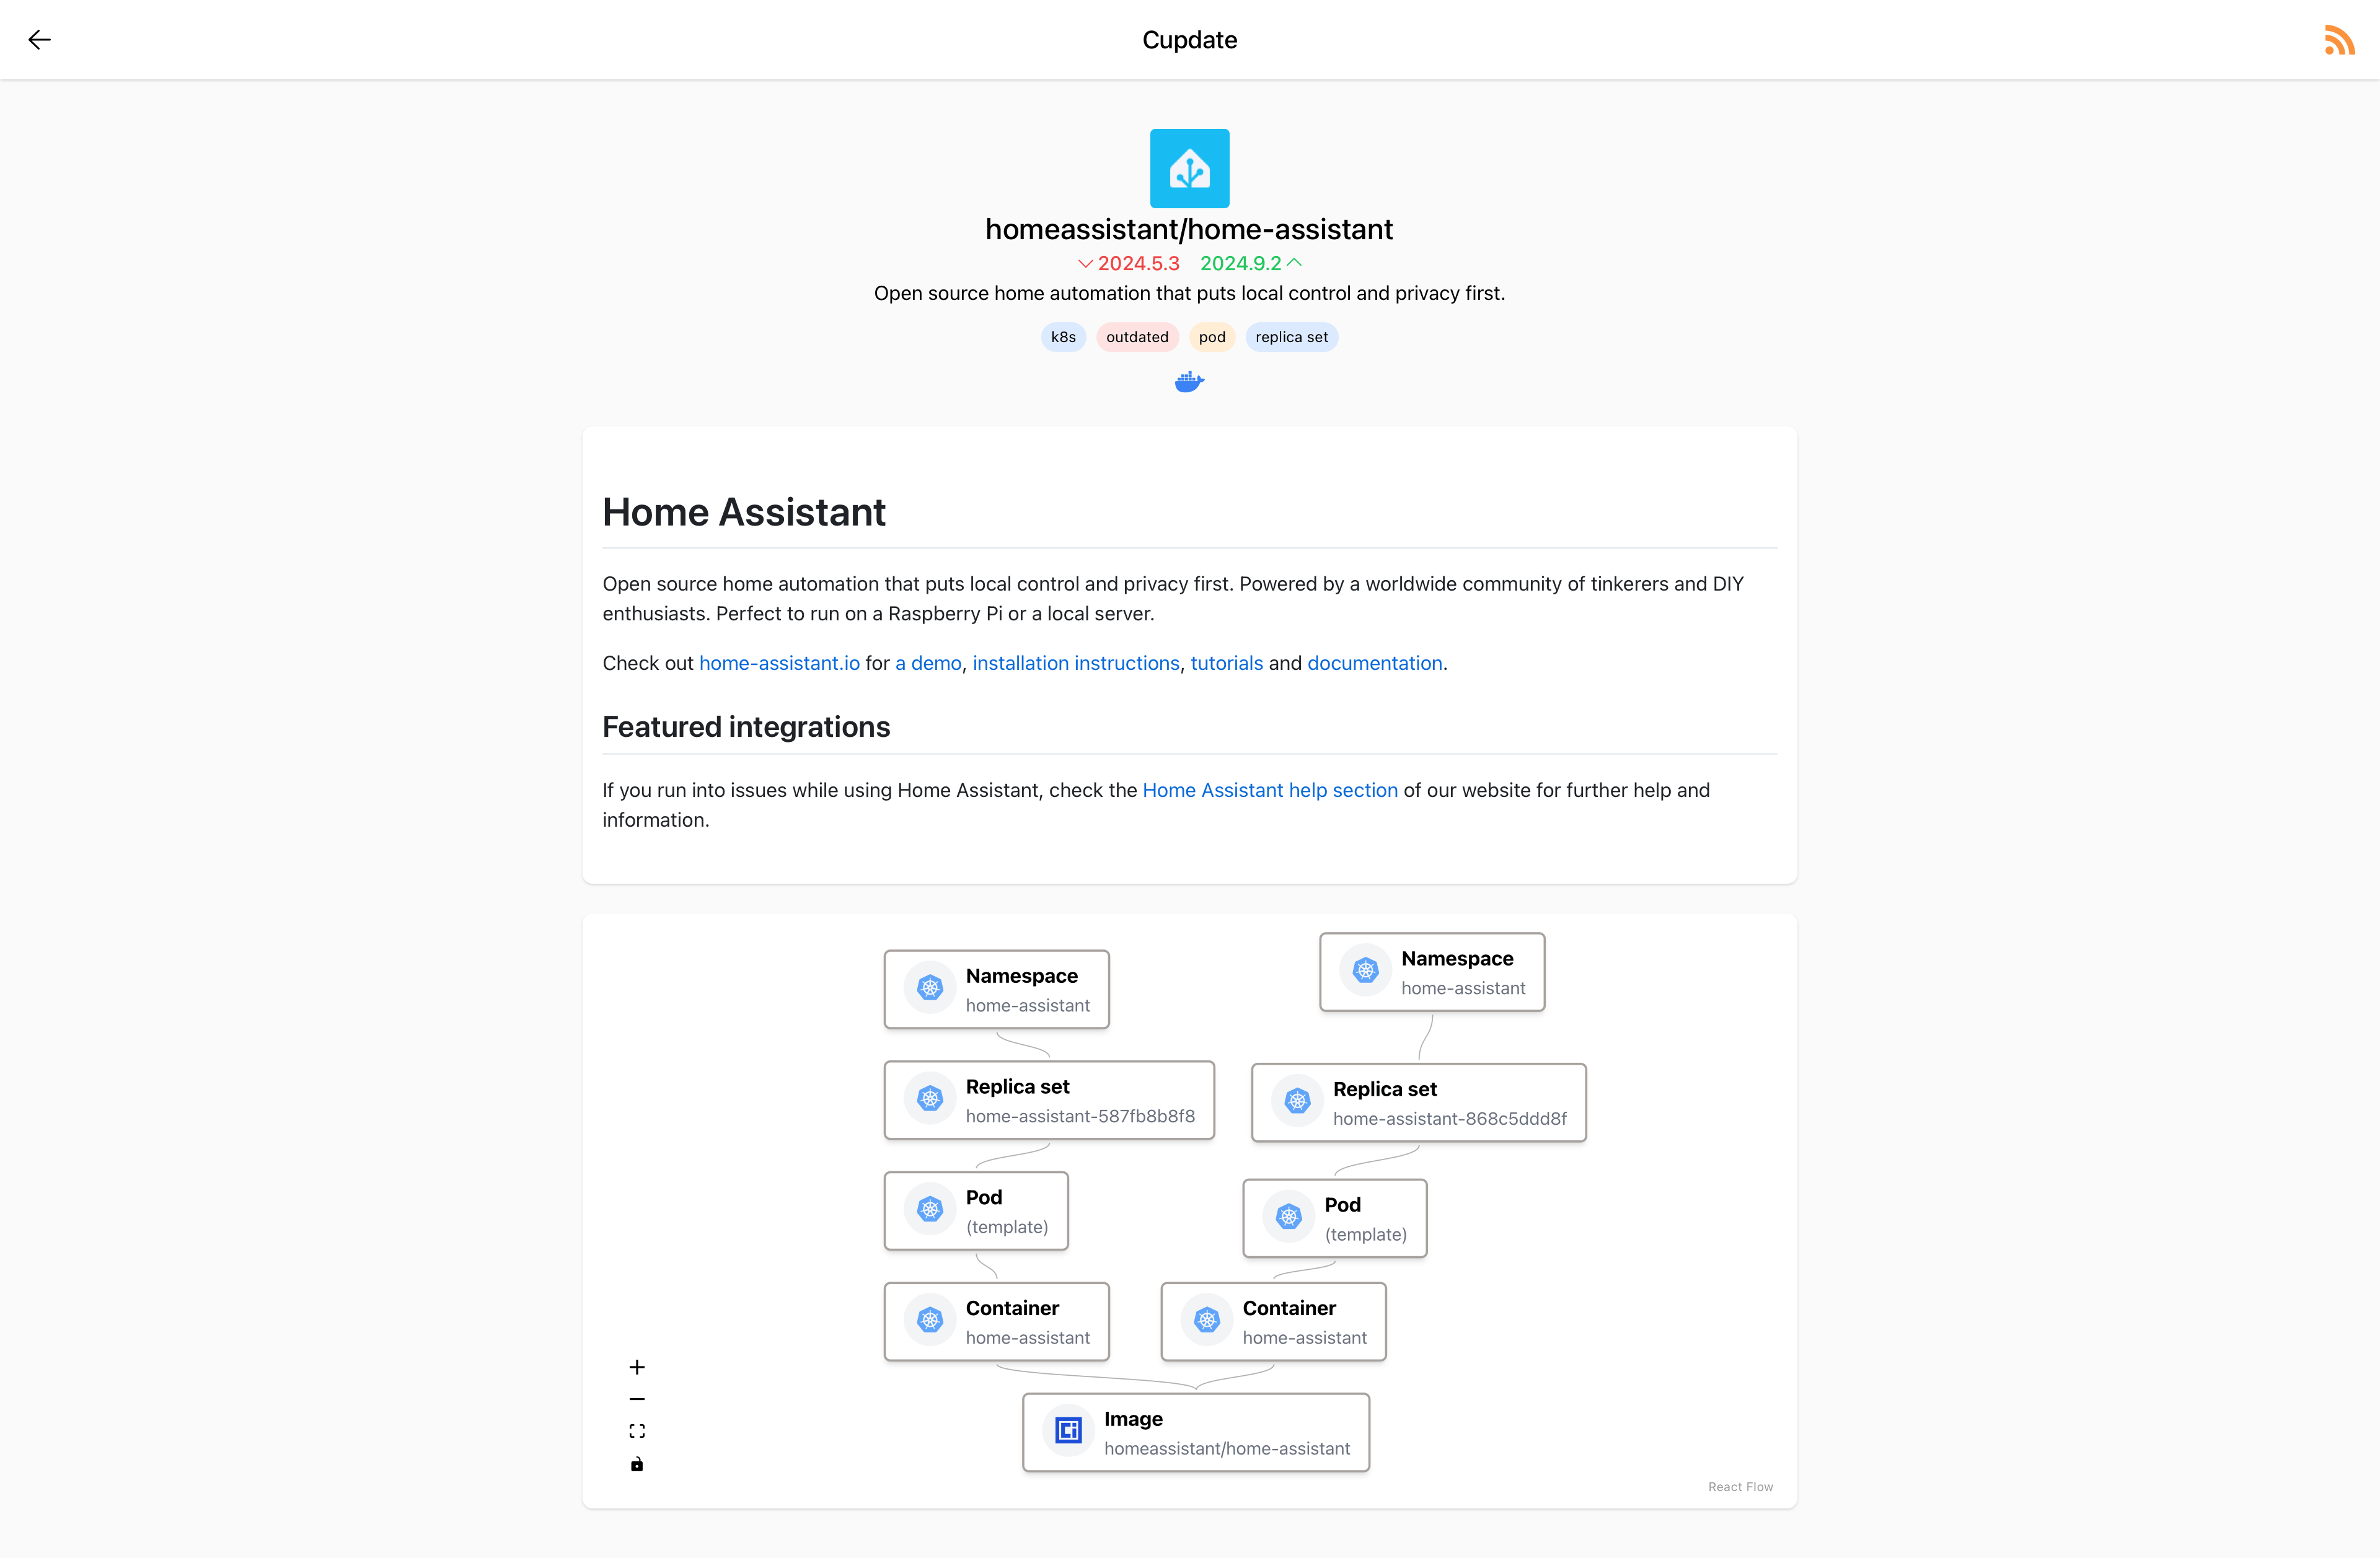 Cupdate
homeassistant/home-assistant
2024.5.3 2024.9.2
Open source home automation that puts local control and privacy first.
k8s outdated pod replica set
Home Assistant
Open source home automation that puts local control and privacy first. Powered by a worldwide community of tinkerers and DIY
enthusiasts. Perfect to run on a Raspberry Pi or a local server.
Check out home-assistant.io for a demo, installation instructions, tutorials and documentation.
Featured integrations
If you run into issues while using Home Assistant, check the Home Assistant help section of our website for further help and
information.
Namespace
home-assistant
Namespace
home-assistant
Replica set
home-assistant-587fb8b8f8
Replica set
home-assistant-868c5ddd8f
Pod
(template)
Pod
(template)
Container
home-assistant
Container
home-assistant
Image
homeassistant/home-assistant
React Flow